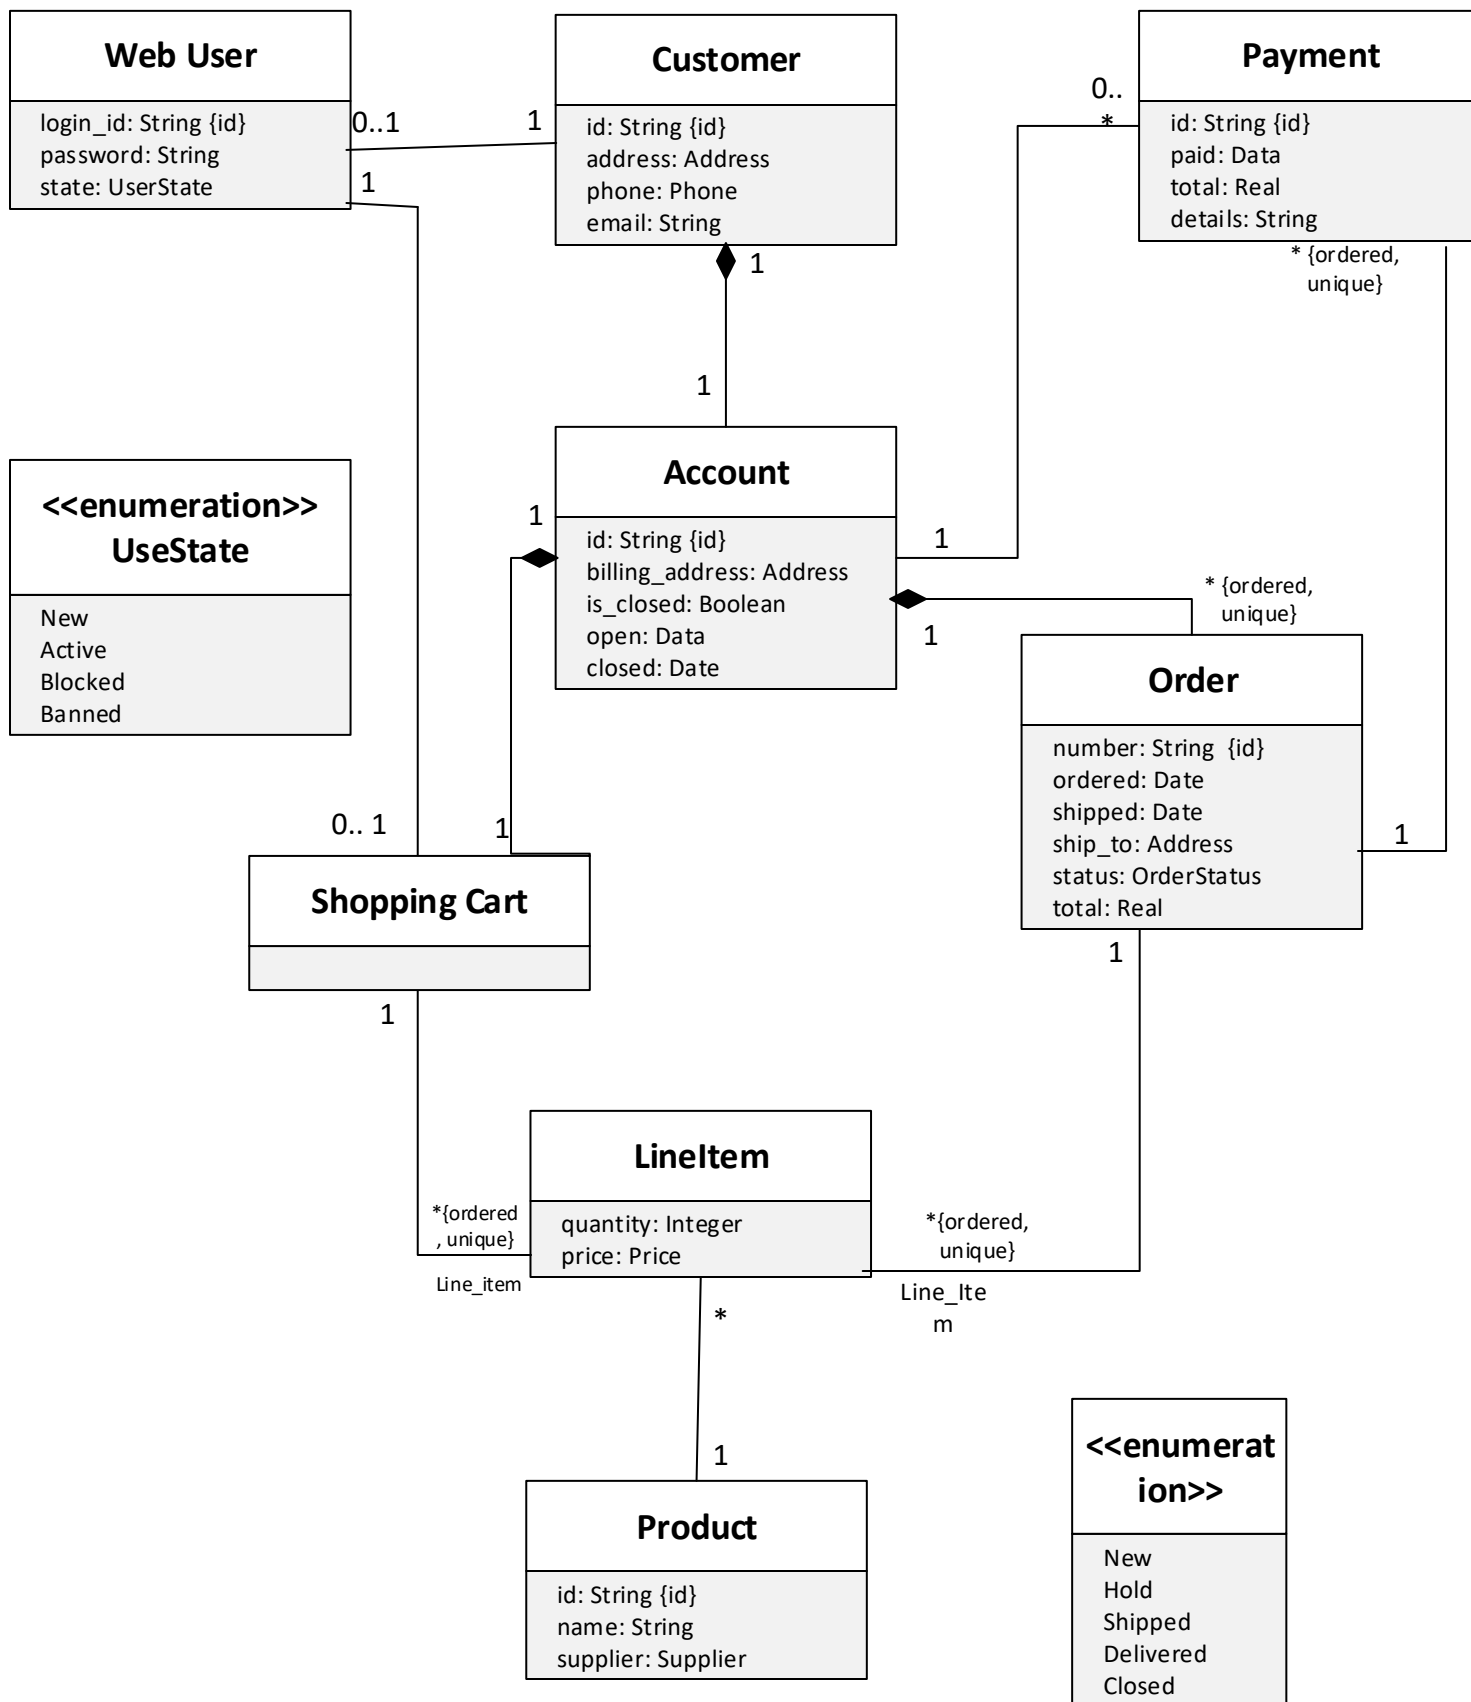 Web User
login_id: String {id}
password: String
state: UserState
0..1
1
1
Customer
id: String {id}
address: Address
phone: Phone
email: String
1
1
Payment
id: String {id}
paid: Data
total: Real
details: String
0..
*
* {ordered,
unique}
<<enumeration>>
UseState
New
Active
Blocked
Banned
Account
id: String {id}
billing_address: Address
is_closed: Boolean
open: Data
closed: Date
1
1
1
* {ordered,
unique}
Order
number: String  {id}
ordered: Date
shipped: Date
ship_to: Address
status: OrderStatus
total: Real
1
1
0.. 1
1
Shopping Cart
1
LineItem
quantity: Integer
price: Price
*{ordered
, unique}
Line_item
*{ordered,
unique}
Line_Ite
m
*
1
Product
id: String {id}
name: String
supplier: Supplier
<<enumerat
ion>>
New
Hold
Shipped
Delivered
Closed